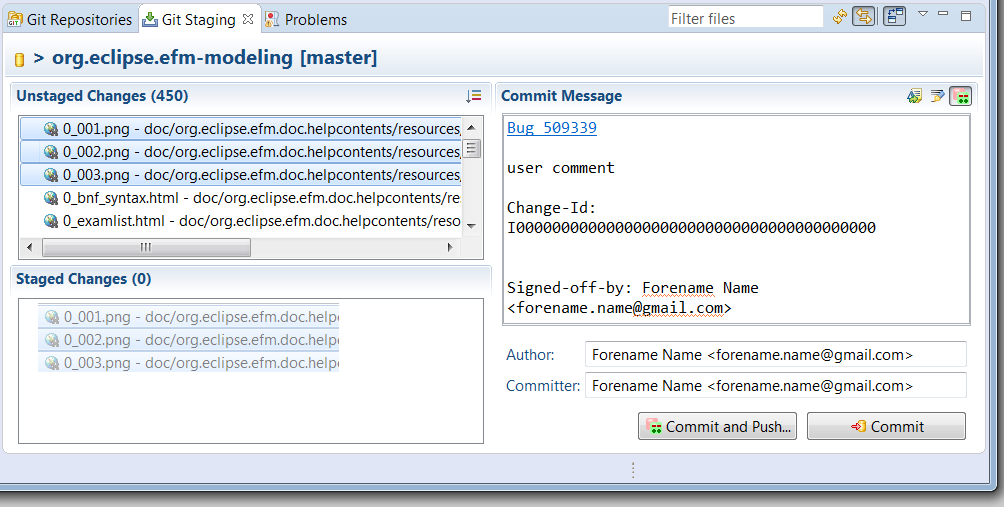 Git Repositories
Git Staging
Problems
Filter files
> org.eclipse.efm-modeling [master]
Unstaged Changes (450)
0_001.png - doc/org.eclipse.efm.doc.helpcontents/resources
0_002.png - doc/org.eclipse.efm.doc.helpcontents/resources
0_003.png - doc/org.eclipse.efm.doc.helpcontents/resources
0_bnf_syntax.html - doc/org.eclipse.efm.doc.helpcontents/re
0_examlist.html - doc/org.eclipse.efm.doc.helpcontents/reso
Staged Changes (0)
0_001.png - doc/org.eclipse.efm.doc.helpc
0_002.png - doc/org.eclipse.efm.doc.helpc
0_003.png - doc/org.eclipse.efm.doc.helpc
Commit Message
Bug 509339
user comment
Change-Id:
I0000000000000000000000000000000000000000
Signed-off-by: Forename Name
<forename.name@gmail.com>
Author: Forename Name <forename.name@gmail.com>
Committer: Forename Name <forename.name@gmail.com>
Commit and Push...
Commit